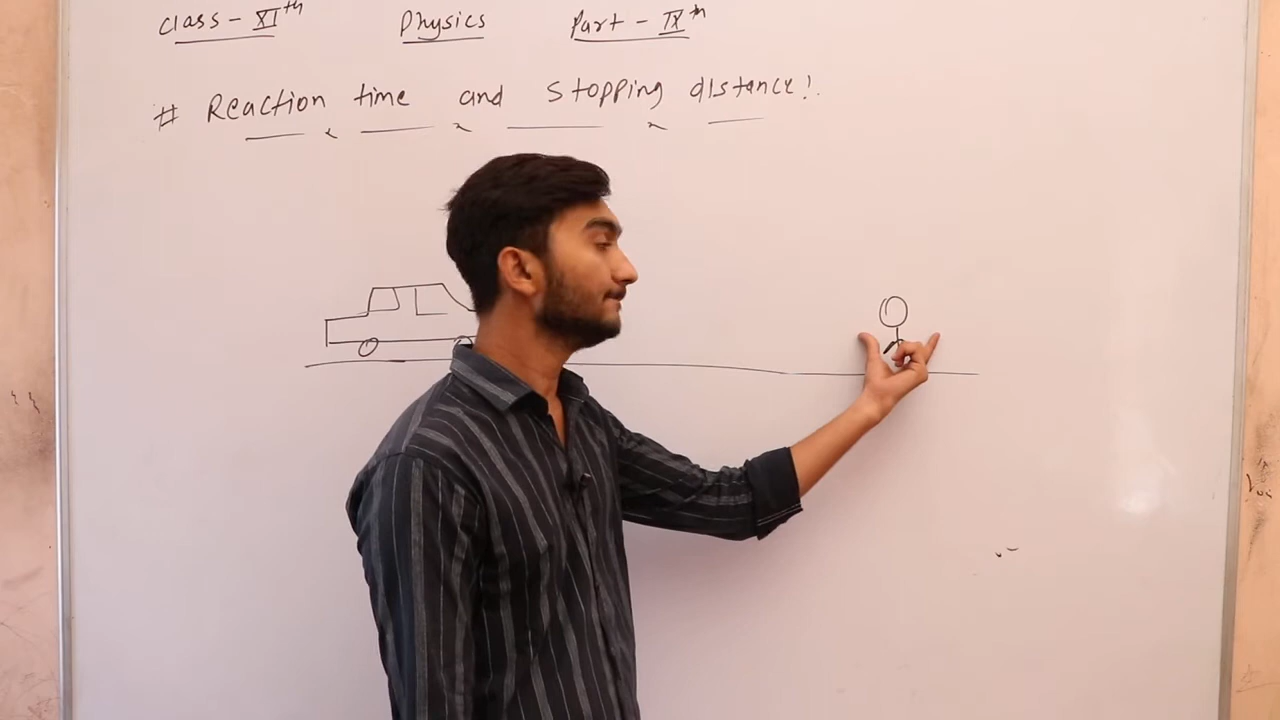 class - XIth Physics Part - IXth
# Reaction time and stopping distance!.